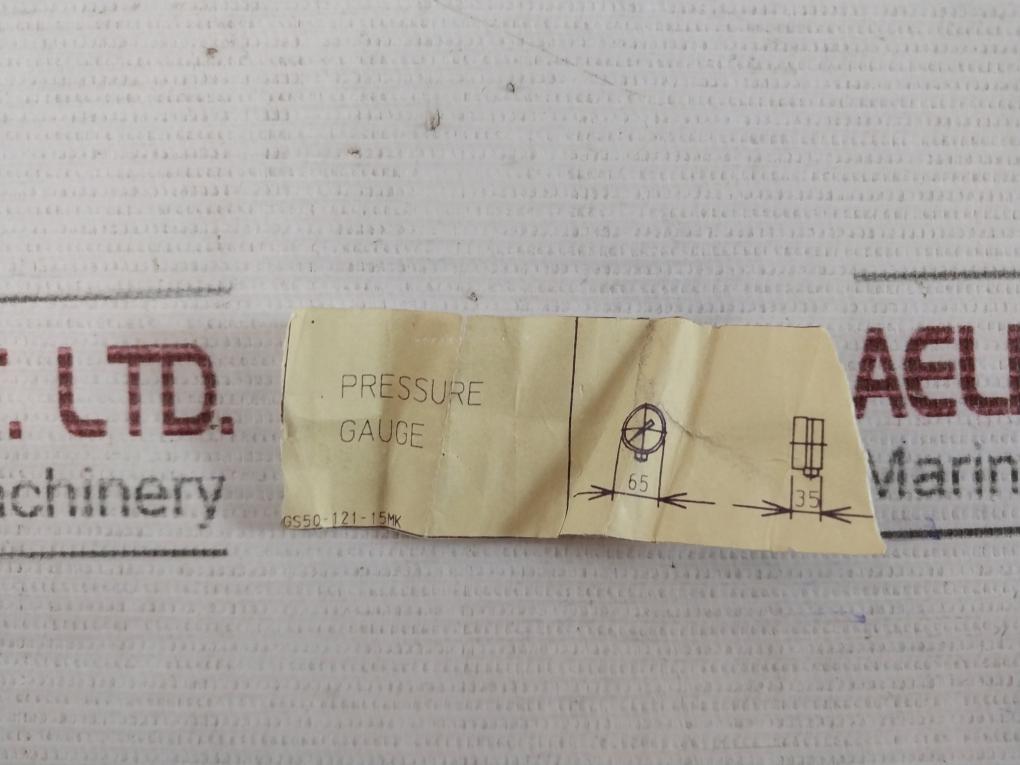 PRESSURE
GAUGE
GS50-121-15MK
65
35
. LTD.
achinery
AEL
Marin